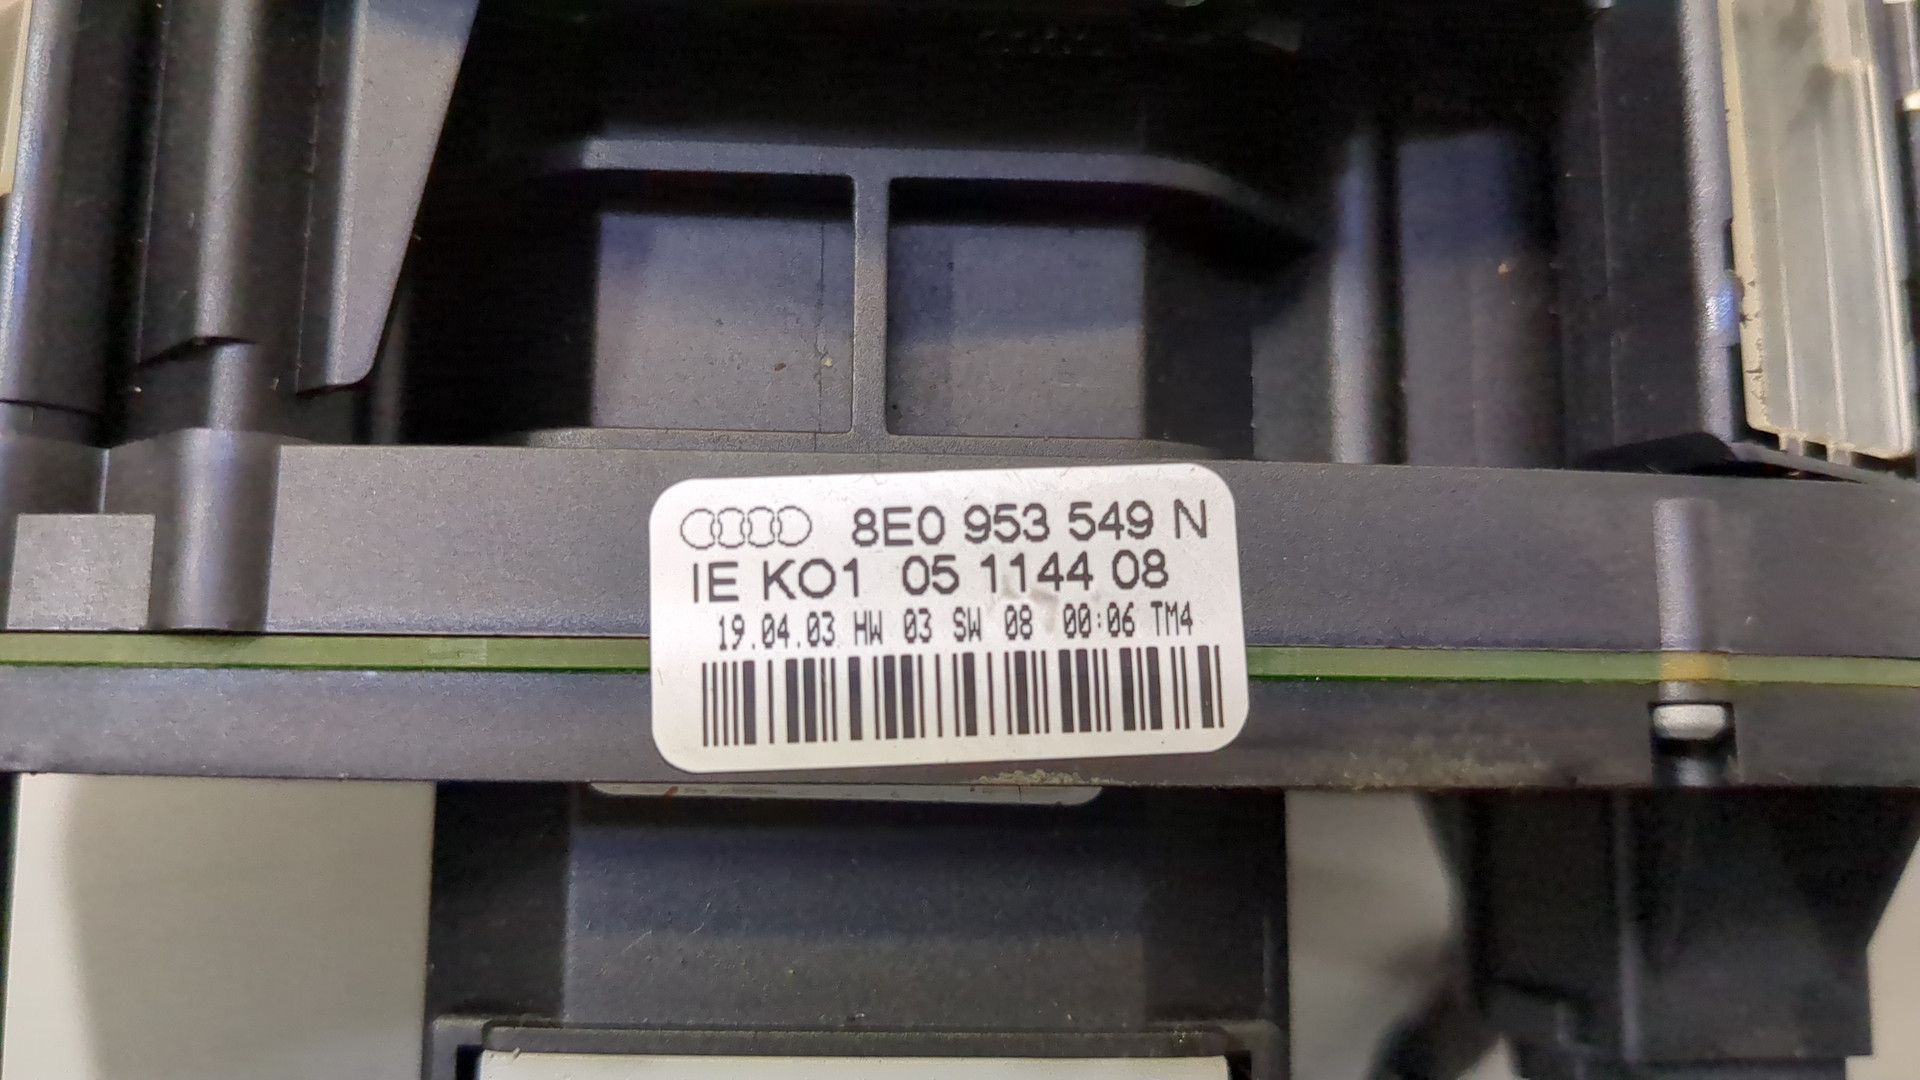 8E0 953 549 N
IE KO1 05 1144 08
19.04.03 HW 03 SW 08 00:06 TM4